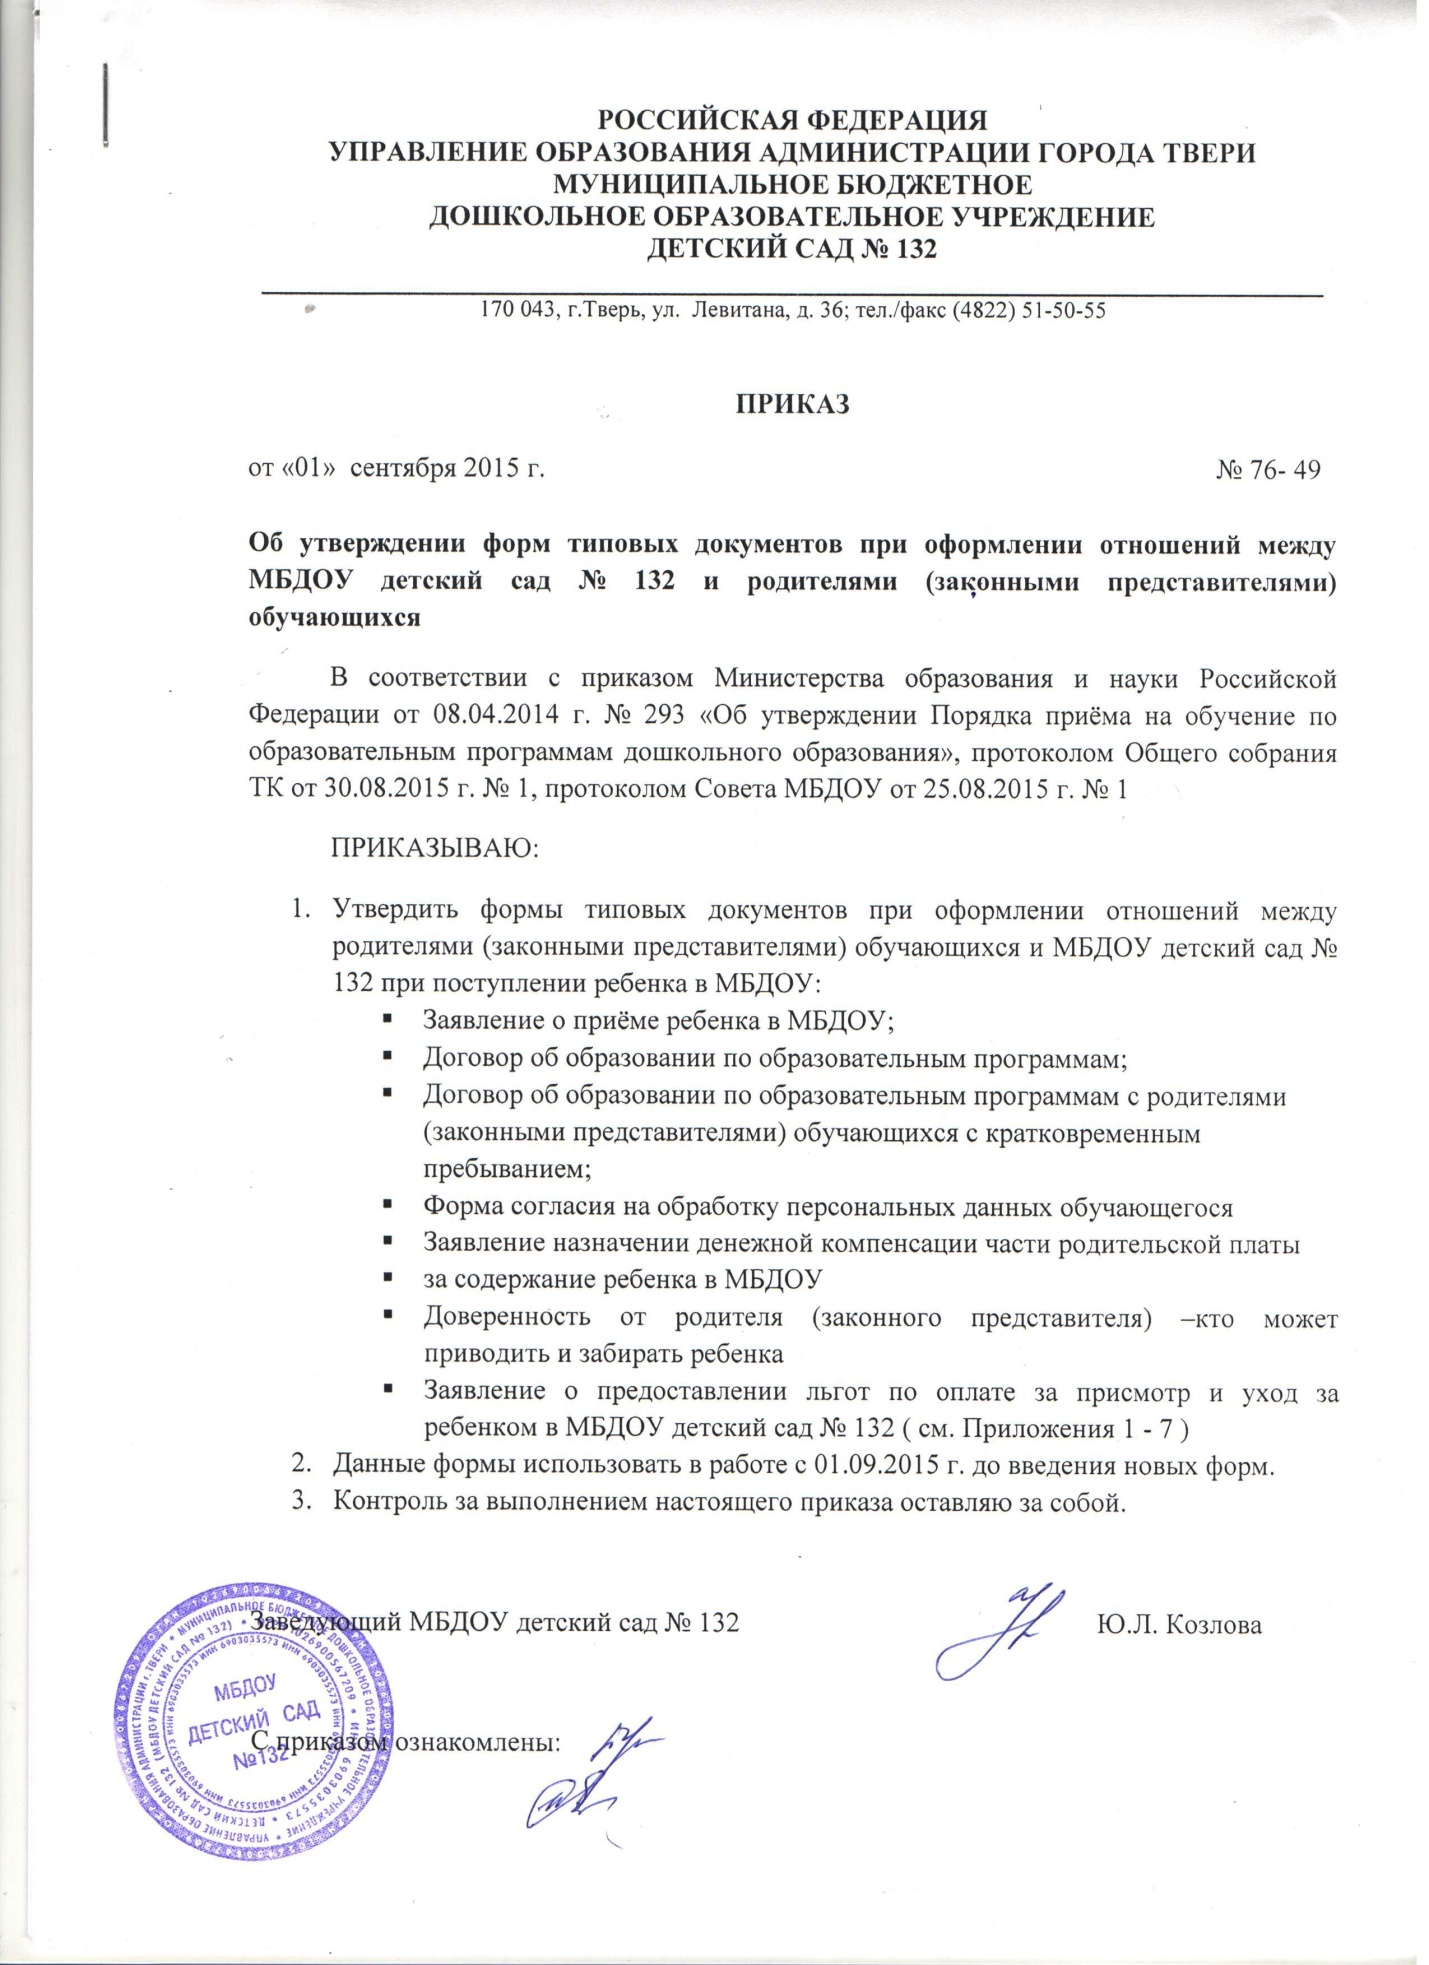 РОССИЙСКАЯ ФЕДЕРАЦИЯ
УПРАВЛЕНИЕ ОБРАЗОВАНИЯ АДМИНИСТРАЦИИ ГОРОДА ТВЕРИ
МУНИЦИПАЛЬНОЕ БЮДЖЕТНОЕ
ДОШКОЛЬНОЕ ОБРАЗОВАТЕЛЬНОЕ УЧРЕЖДЕНИЕ
ДЕТСКИЙ САД № 132
170 043, г.Тверь, ул. Левитана, д. 36; тел./факс (4822) 51-50-55
ПРИКАЗ
от «01» сентября 2015 г. № 76- 49
Об утверждении форм типовых документов при оформлении отношений между
МБДОУ детский сад № 132 и родителями (законными представителями)
обучающихся
В соответствии с приказом Министерства образования и науки Российской
Федерации от 08.04.2014 г. № 293 «Об утверждении Порядка приёма на обучение по
образовательным программам дошкольного образования», протоколом Общего собрания
ТК от 30.08.2015 г. № 1, протоколом Совета МБДОУ от 25.08.2015 г. № 1
ПРИКАЗЫВАЮ:
1. Утвердить формы типовых документов при оформлении отношений между
родителями (законными представителями) обучающихся и МБДОУ детский сад №
132 при поступлении ребенка в МБДОУ:
▪ Заявление о приёме ребенка в МБДОУ;
▪ Договор об образовании по образовательным программам;
▪ Договор об образовании по образовательным программам с родителями
(законными представителями) обучающихся с кратковременным
пребыванием;
▪ Форма согласия на обработку персональных данных обучающегося
▪ Заявление назначении денежной компенсации части родительской платы
▪ за содержание ребенка в МБДОУ
▪ Доверенность от родителя (законного представителя) –кто может
приводить и забирать ребенка
▪ Заявление о предоставлении льгот по оплате за присмотр и уход за
ребенком в МБДОУ детский сад № 132 ( см. Приложения 1 - 7 )
2. Данные формы использовать в работе с 01.09.2015 г. до введения новых форм.
3. Контроль за выполнением настоящего приказа оставляю за собой.
Заведующий МБДОУ детский сад № 132 Ю.Л. Козлова
С приказом ознакомлены:
МБДОУ
ДЕТСКИЙ САД
№132